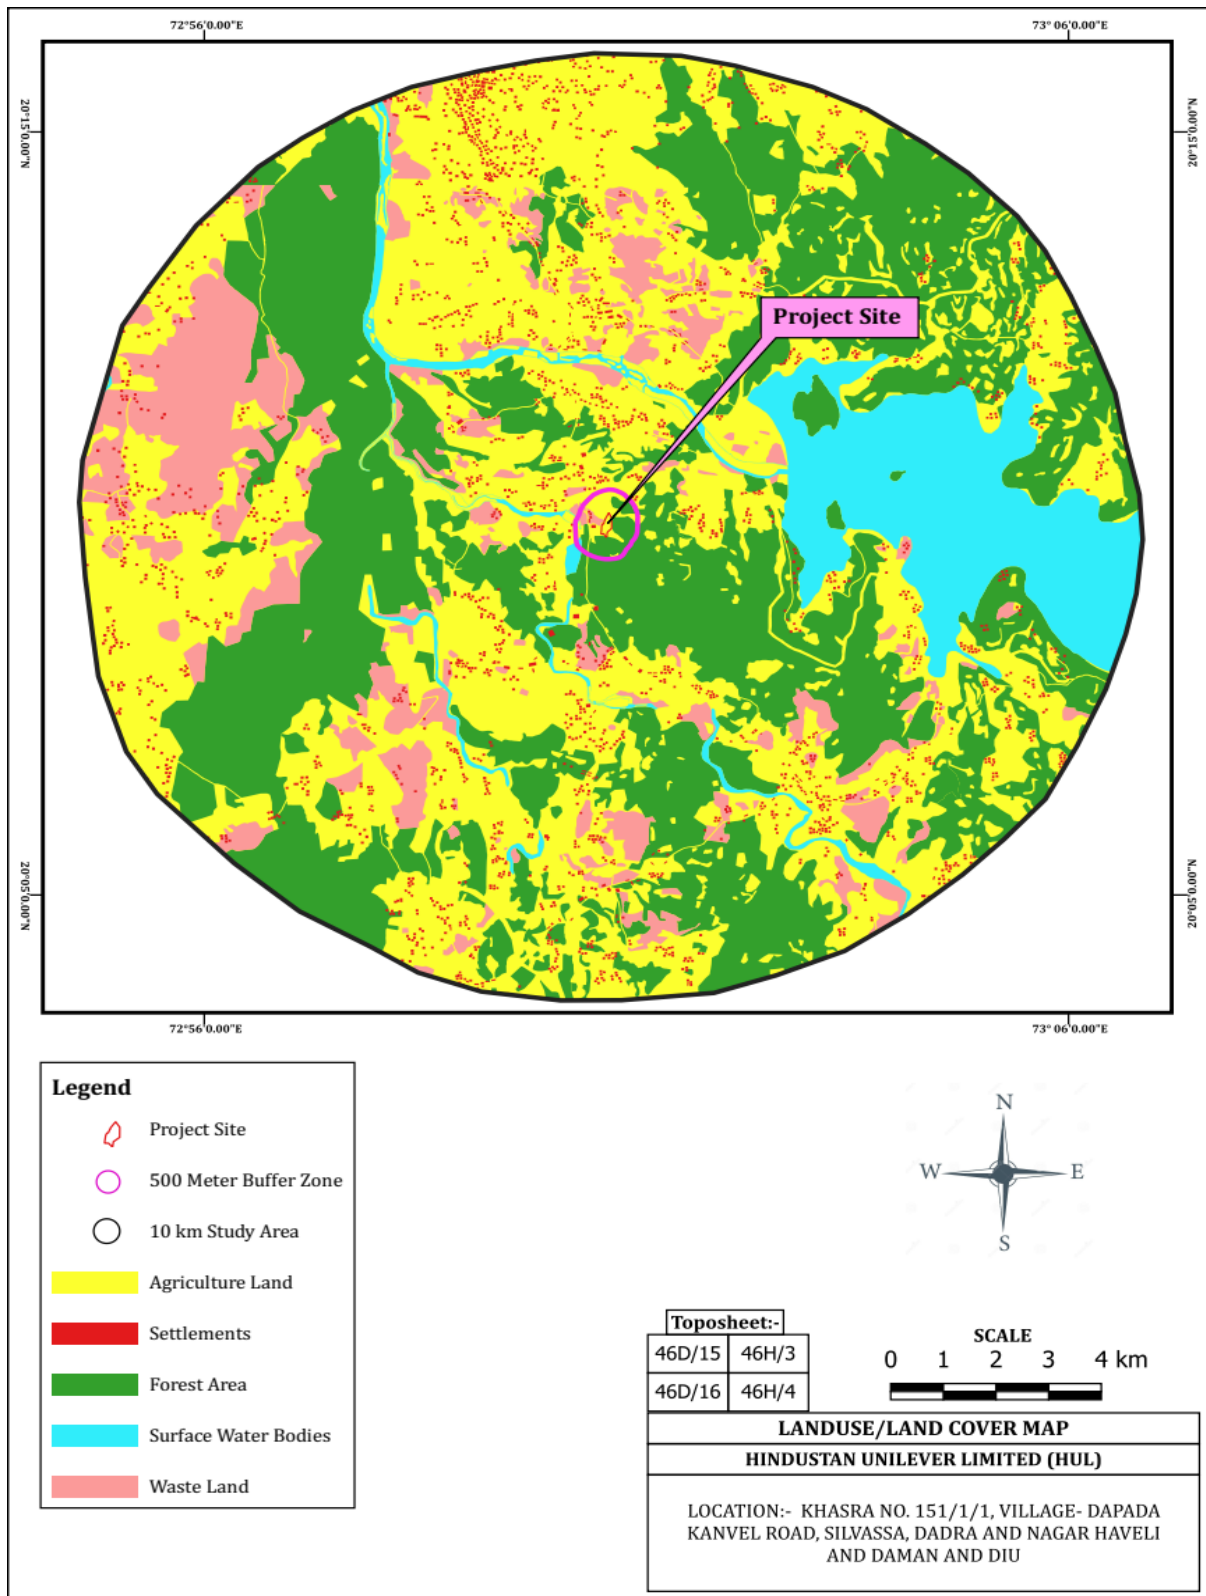 72°56'0.00"E
73° 06'0.00"E
20°15'0.00"N
20°15'0.00"N
Project Site
20°05'0.00"N
20°05'0.00"N
72°56'0.00"E
73° 06'0.00"E
Legend
Project Site
500 Meter Buffer Zone
10 km Study Area
Agriculture Land
Settlements
Forest Area
Surface Water Bodies
Waste Land
N
W
E
S
Toposheet:-
46D/15 46H/3
46D/16 46H/4
SCALE
0 1 2 3 4 km
LANDUSE/LAND COVER MAP
HINDUSTAN UNILEVER LIMITED (HUL)
LOCATION:- KHASRA NO. 151/1/1, VILLAGE- DAPADA
KANVEL ROAD, SILVASSA, DADRA AND NAGAR HAVELI
AND DAMAN AND DIU